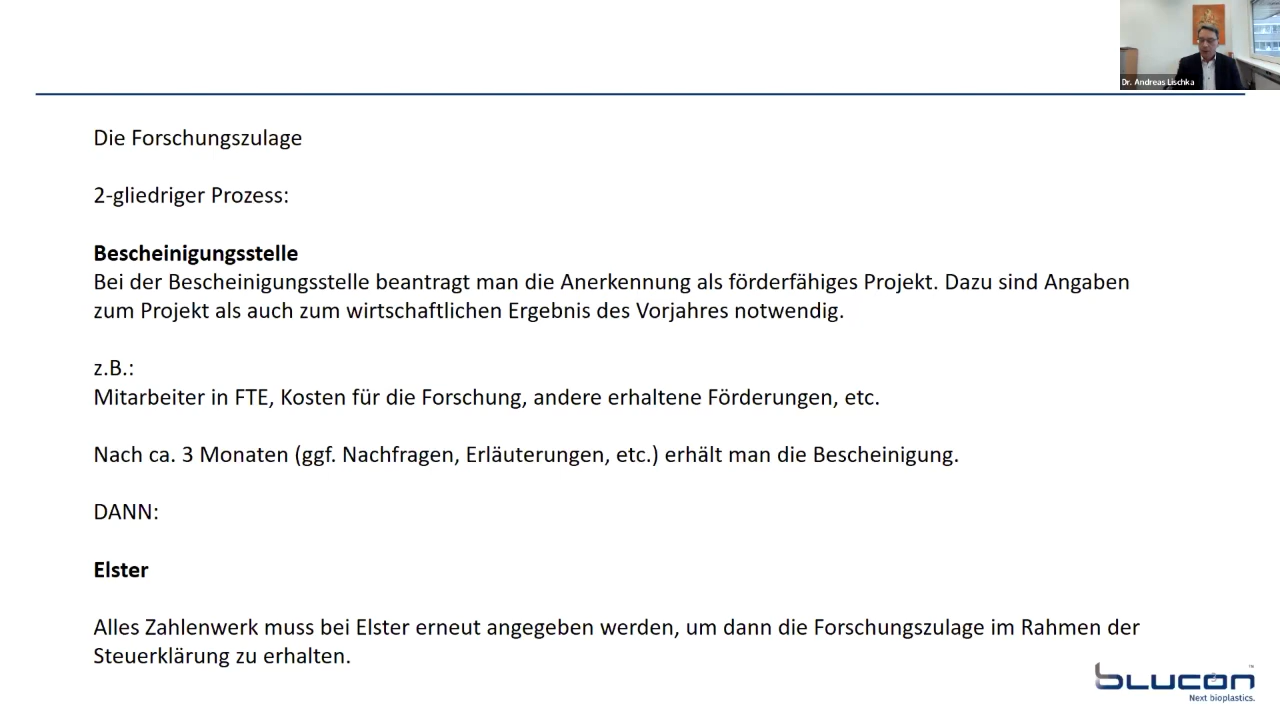 Dr. Andreas Lischka
Die Forschungszulage
2-gliedriger Prozess:
Bescheinigungsstelle
Bei der Bescheinigungsstelle beantragt man die Anerkennung als förderfähiges Projekt. Dazu sind Angaben
zum Projekt als auch zum wirtschaftlichen Ergebnis des Vorjahres notwendig.
z.B.:
Mitarbeiter in FTE, Kosten für die Forschung, andere erhaltene Förderungen, etc.
Nach ca. 3 Monaten (ggf. Nachfragen, Erläuterungen, etc.) erhält man die Bescheinigung.
DANN:
Elster
Alles Zahlenwerk muss bei Elster erneut angegeben werden, um dann die Forschungszulage im Rahmen der
Steuerklärung zu erhalten.
blucon™
Next bioplastics.